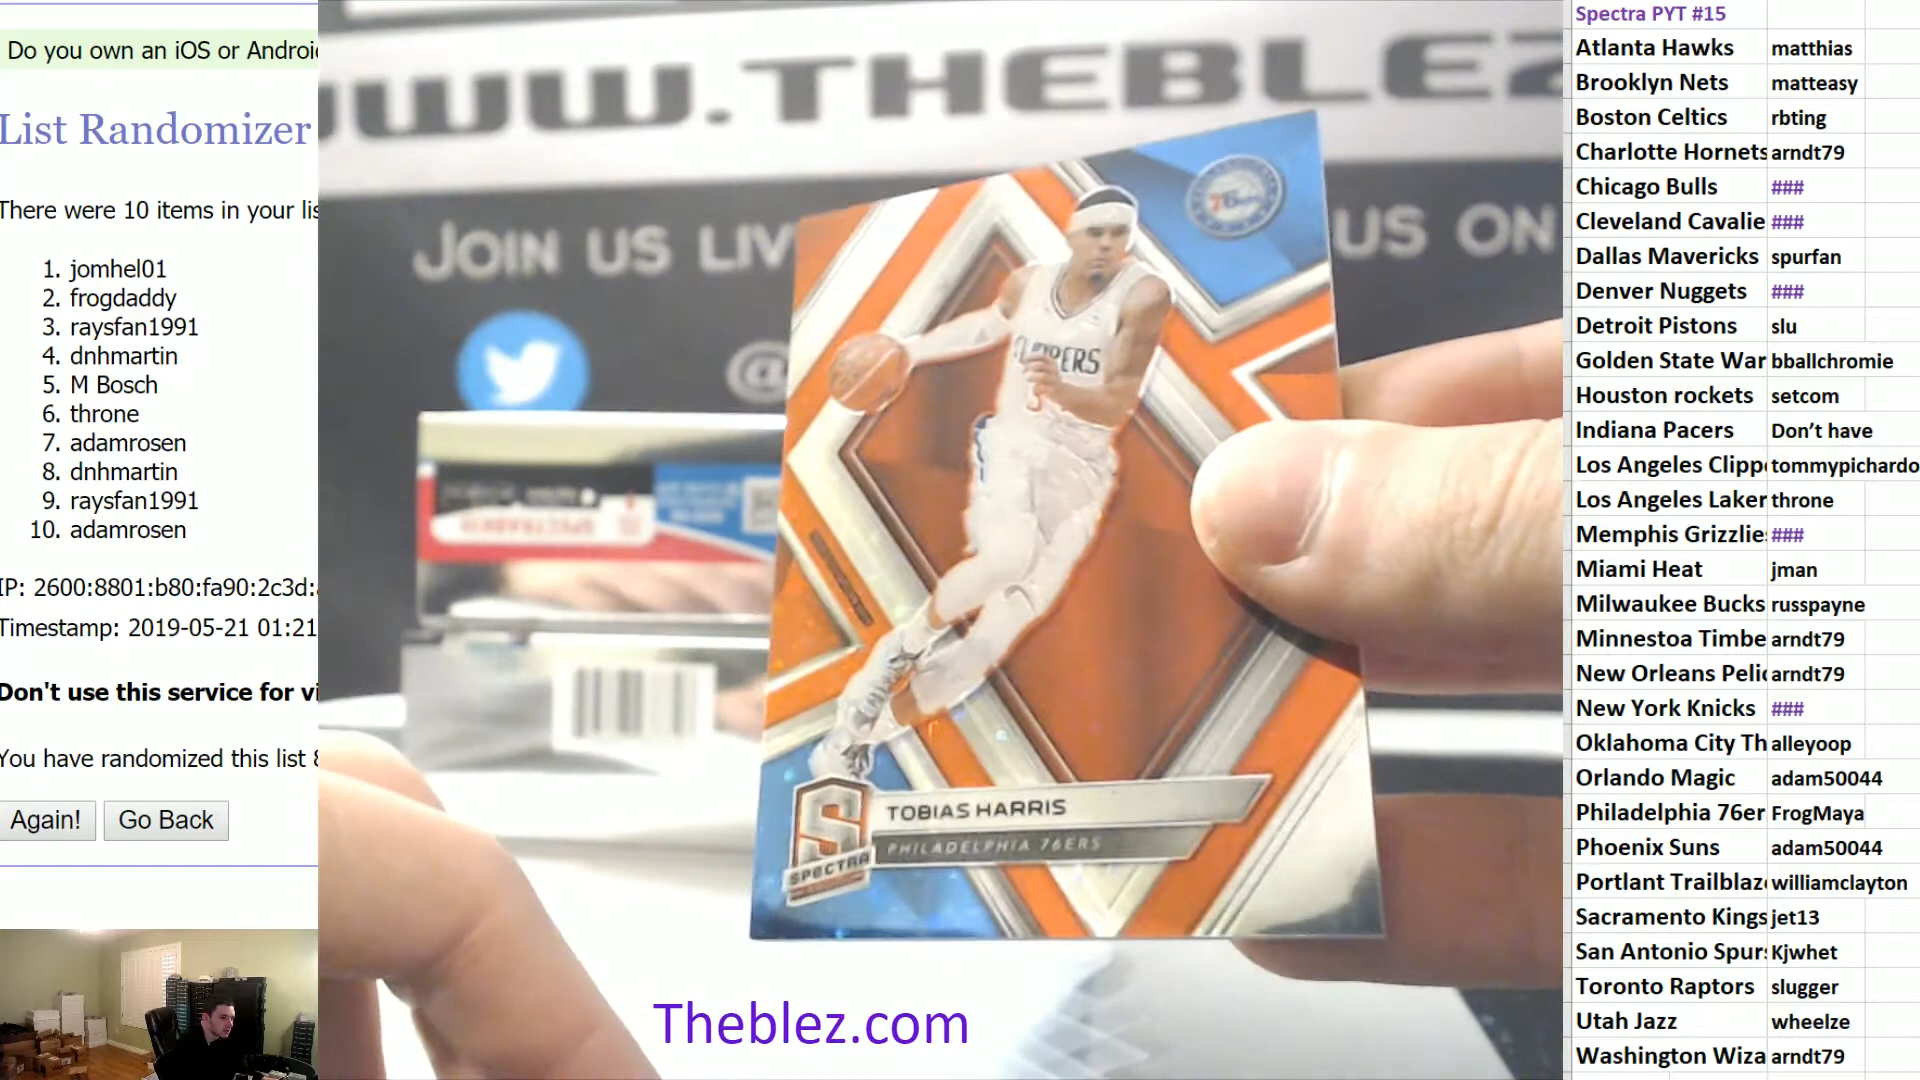 Do you own an iOS or Android
List Randomizer
There were 10 items in your lis
1. jomhel01
2. frogdaddy
3. raysfan1991
4. dnhmartin
5. M Bosch
6. throne
7. adamrosen
8. dnhmartin
9. raysfan1991
10. adamrosen
IP: 2600:8801:b80:fa90:2c3d:
Timestamp: 2019-05-21 01:21
Don't use this service for vi
You have randomized this list 8
Again! Go Back
WWW.THEBLEZ
JOIN US LIV
US ON
@
76ers
CLIPPERS
TOBIAS HARRIS
PHILADELPHIA 76ERS
S
SPECTRA
Theblez.com
Spectra PYT #15
Atlanta Hawks matthias
Brooklyn Nets matteasy
Boston Celtics rbting
Charlotte Hornets arndt79
Chicago Bulls ###
Cleveland Cavalie ###
Dallas Mavericks spurfan
Denver Nuggets ###
Detroit Pistons slu
Golden State War bballchromie
Houston rockets setcom
Indiana Pacers Don’t have
Los Angeles Clipp tommypichardo
Los Angeles Laker throne
Memphis Grizzlie ###
Miami Heat jman
Milwaukee Bucks russpayne
Minnestoa Timbe arndt79
New Orleans Peli arndt79
New York Knicks ###
Oklahoma City Th alleyoop
Orlando Magic adam50044
Philadelphia 76er FrogMaya
Phoenix Suns adam50044
Portlant Trailblaz williamclayton
Sacramento Kings jet13
San Antonio Spur Kjwhet
Toronto Raptors slugger
Utah Jazz wheelze
Washington Wiza arndt79